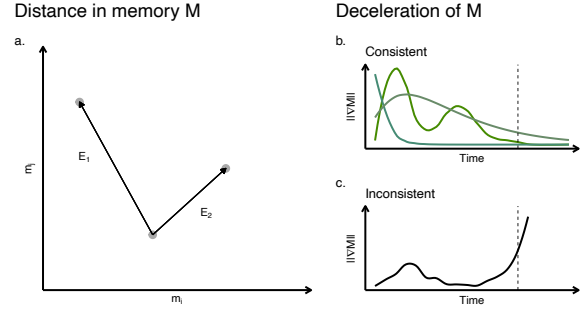 Distance in memory M
Deceleration of M
a.
mⱼ
E₁
E₂
mᵢ
b.
Consistent
||∇M||
Time
c.
Inconsistent
||∇M||
Time